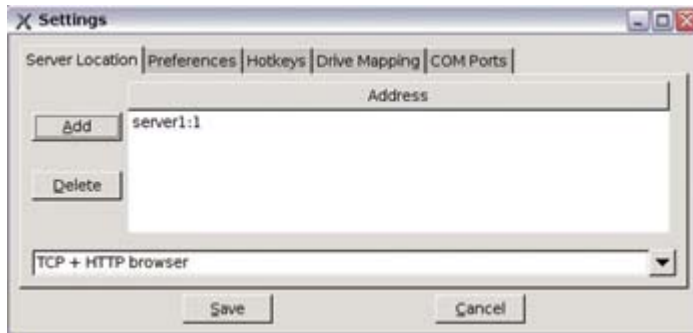 Settings
Server Location Preferences Hotkeys Drive Mapping COM Ports
Address
Add
server1:1
Delete
TCP + HTTP browser
Save Cancel